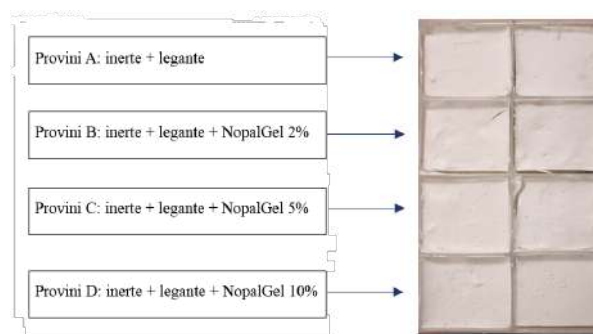 Provini A: inerte + legante
Provini B: inerte + legante + NopalGel 2%
Provini C: inerte + legante + NopalGel 5%
Provini D: inerte + legante + NopalGel 10%